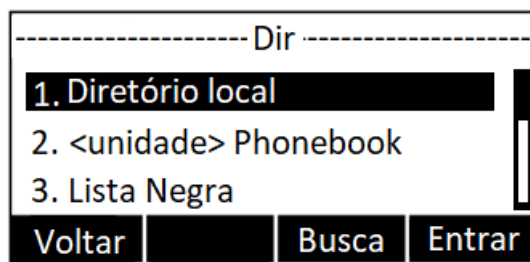 Dir
1. Diretório local
2. <unidade> Phonebook
3. Lista Negra
Voltar Busca Entrar